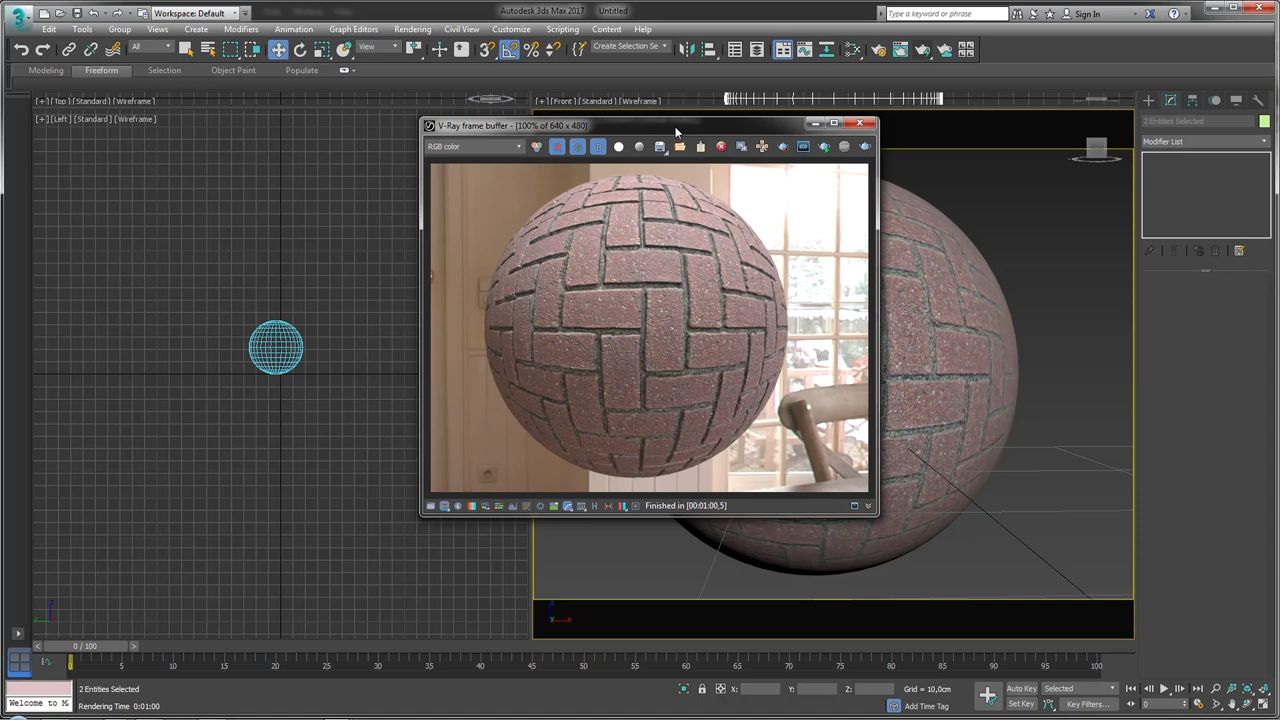 Workspace: Default
Autodesk 3ds Max 2017 Untitled
Type a keyword or phrase
Sign In
Edit Tools Group Views Create Modifiers Animation Graph Editors Rendering Civil View Customize Scripting Content Help
All View Create Selection Se
Modeling Freeform Selection Object Paint Populate
[+] [Top] [Standard] [Wireframe]
[+] [Front] [Standard] [Wireframe]
[+] [Left] [Standard] [Wireframe]
2 Entities Selected
V-Ray frame buffer - [100% of 640 x 480]
Modifier List
RGB color
Finished in [00:01:00,5]
0 / 100
0 5 10 15 20 25 30 35 40 45 50 55 60 65 70 75 80 85 90 95 100
2 Entities Selected
X: Y: Z: Grid = 10,0cm
Auto Key Selected
Welcome to M
Rendering Time 0:01:00
Add Time Tag
Set Key Key Filters...
0